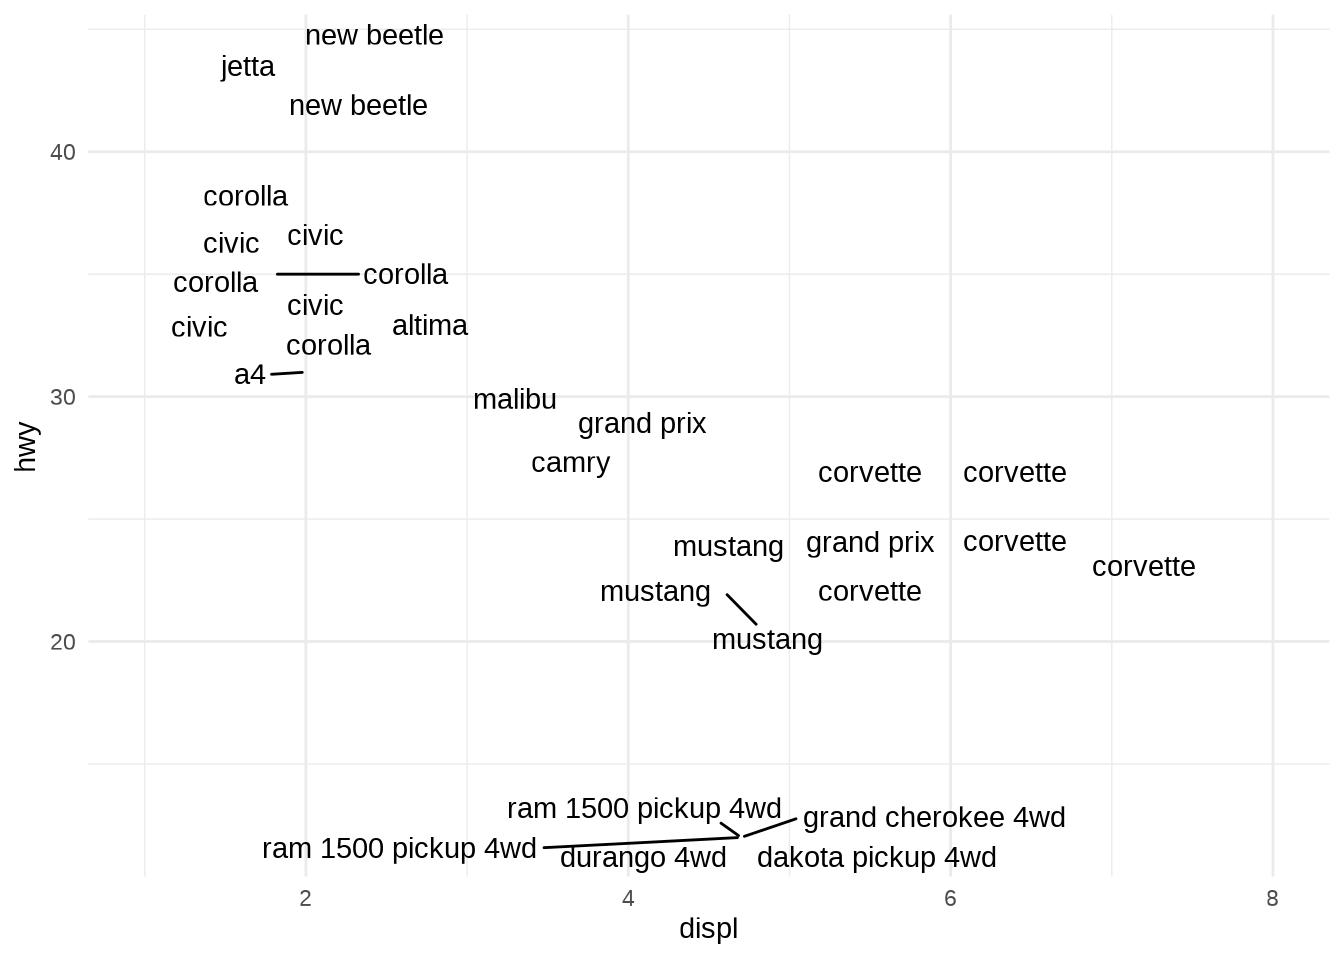 new beetle
jetta
new beetle
40
corolla
civic
civic
corolla
corolla
civic
civic
altima
corolla
a4
30
malibu
grand prix
hwy
camry
corvette
corvette
mustang
grand prix
corvette
corvette
mustang
corvette
20
mustang
ram 1500 pickup 4wd
grand cherokee 4wd
ram 1500 pickup 4wd
durango 4wd
dakota pickup 4wd
2
4
6
8
displ